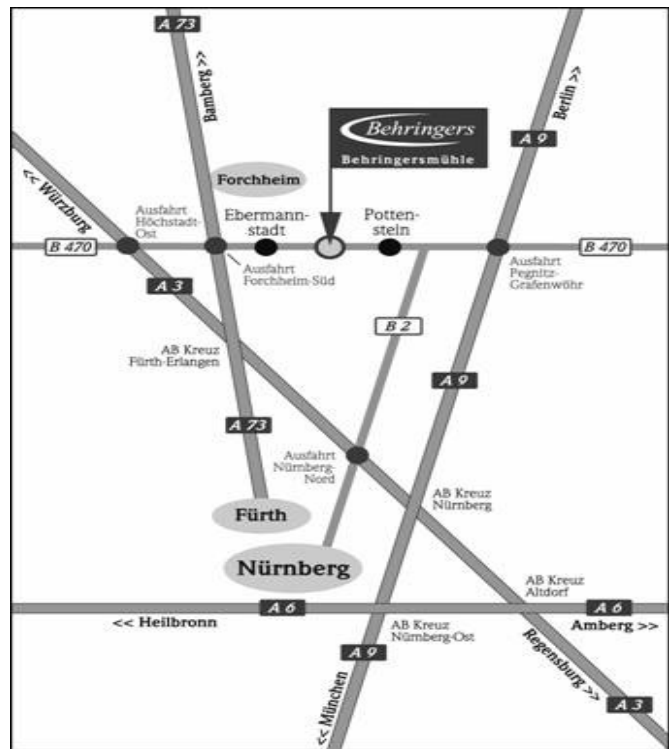 A 73
Bamberg >>
Berlin >>
A 9
Behringers
Behringersmühle
<< Würzburg
Forchheim
Ausfahrt
Höchstadt-
Ost
Ebermann-
stadt
Potten-
stein
B 470
B 470
Ausfahrt
Forchheim-Süd
Ausfahrt
Pegnitz-
Grafenwöhr
A 3
B 2
AB Kreuz
Fürth-Erlangen
A 9
A 73
Ausfahrt
Nürnberg-
Nord
AB Kreuz
Nürnberg
Fürth
Nürnberg
AB Kreuz
Altdorf
A 6
A 6
<< Heilbronn
AB Kreuz
Nürnberg-Ost
Amberg >>
A 9
Regensburg >>
<< München
A 3